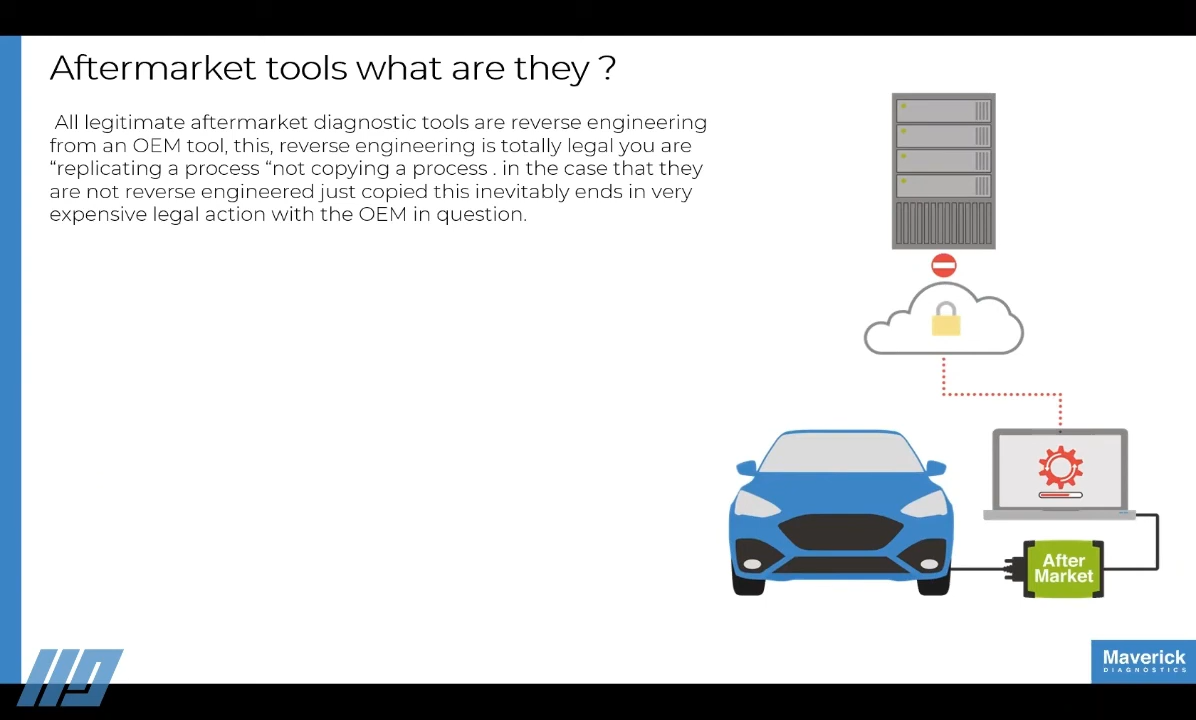 Aftermarket tools what are they ?
All legitimate aftermarket diagnostic tools are reverse engineering
from an OEM tool, this, reverse engineering is totally legal you are
“replicating a process “not copying a process . in the case that they
are not reverse engineered just copied this inevitably ends in very
expensive legal action with the OEM in question.
After
Market
Maverick
DIAGNOSTICS